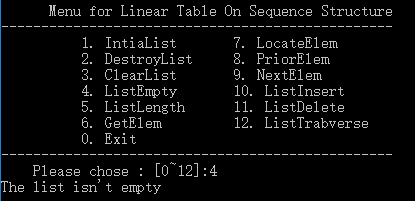 Menu for Linear Table On Sequence Structure
-------------------------------------------------
1. IntiaList 7. LocateElem
2. DestroyList 8. PriorElem
3. ClearList 9. NextElem
4. ListEmpty 10. ListInsert
5. ListLength 11. ListDelete
6. GetElem 12. ListTrabverse
0. Exit
-------------------------------------------------
Please chose : [0~12]:4
The list isn't empty